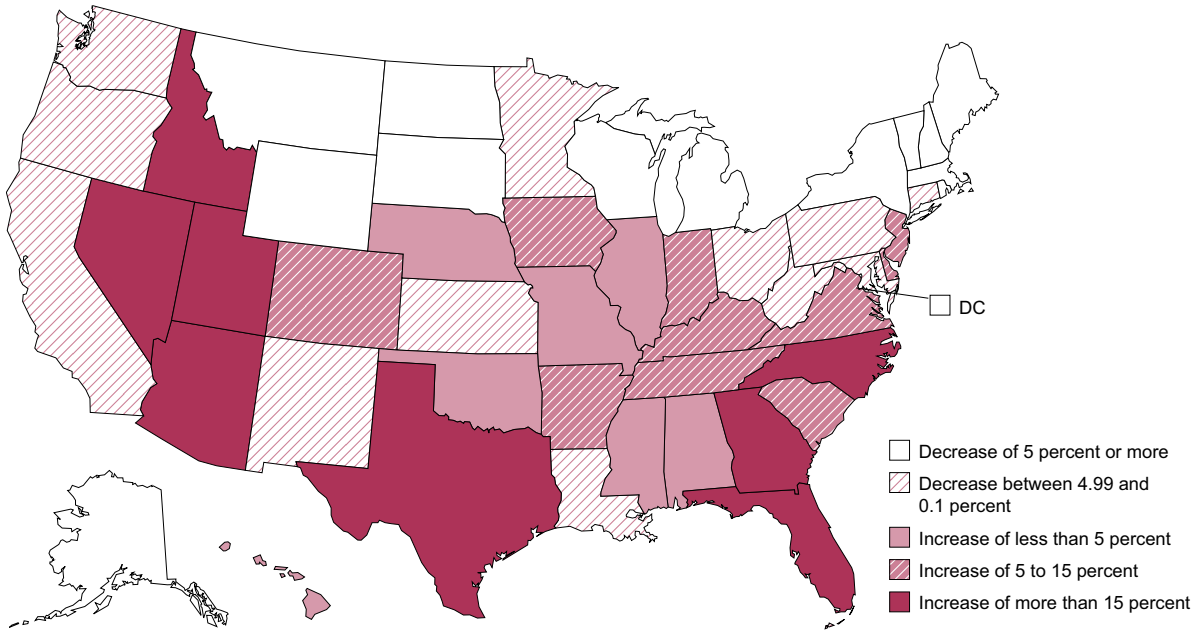 DC
Decrease of 5 percent or more
Decrease between 4.99 and
0.1 percent
Increase of less than 5 percent
Increase of 5 to 15 percent
Increase of more than 15 percent